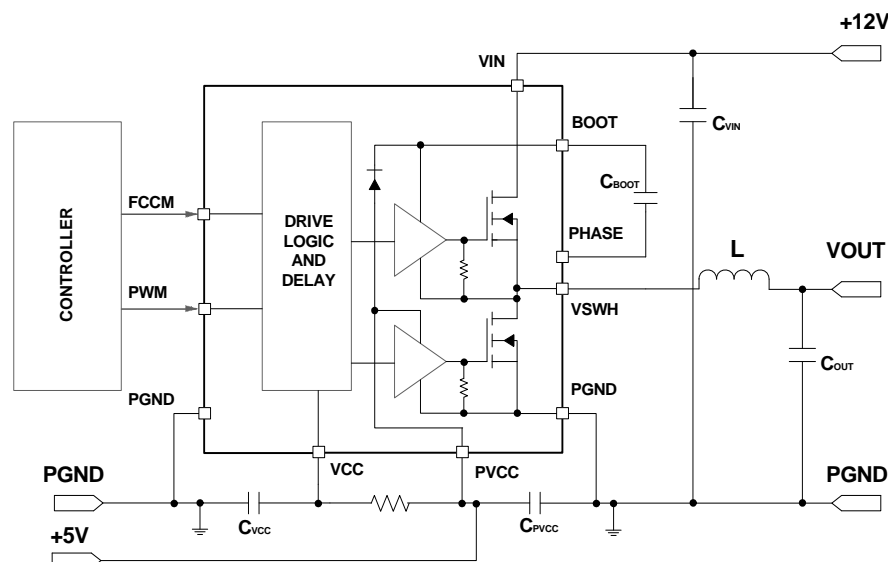 +12V
VIN
BOOT
CVIN
CBOOT
CONTROLLER
FCCM
DRIVE
LOGIC
AND
DELAY
PHASE
L
VOUT
PWM
VSWH
COUT
PGND
PGND
VCC
PVCC
PGND
PGND
CVCC
CPVCC
+5V